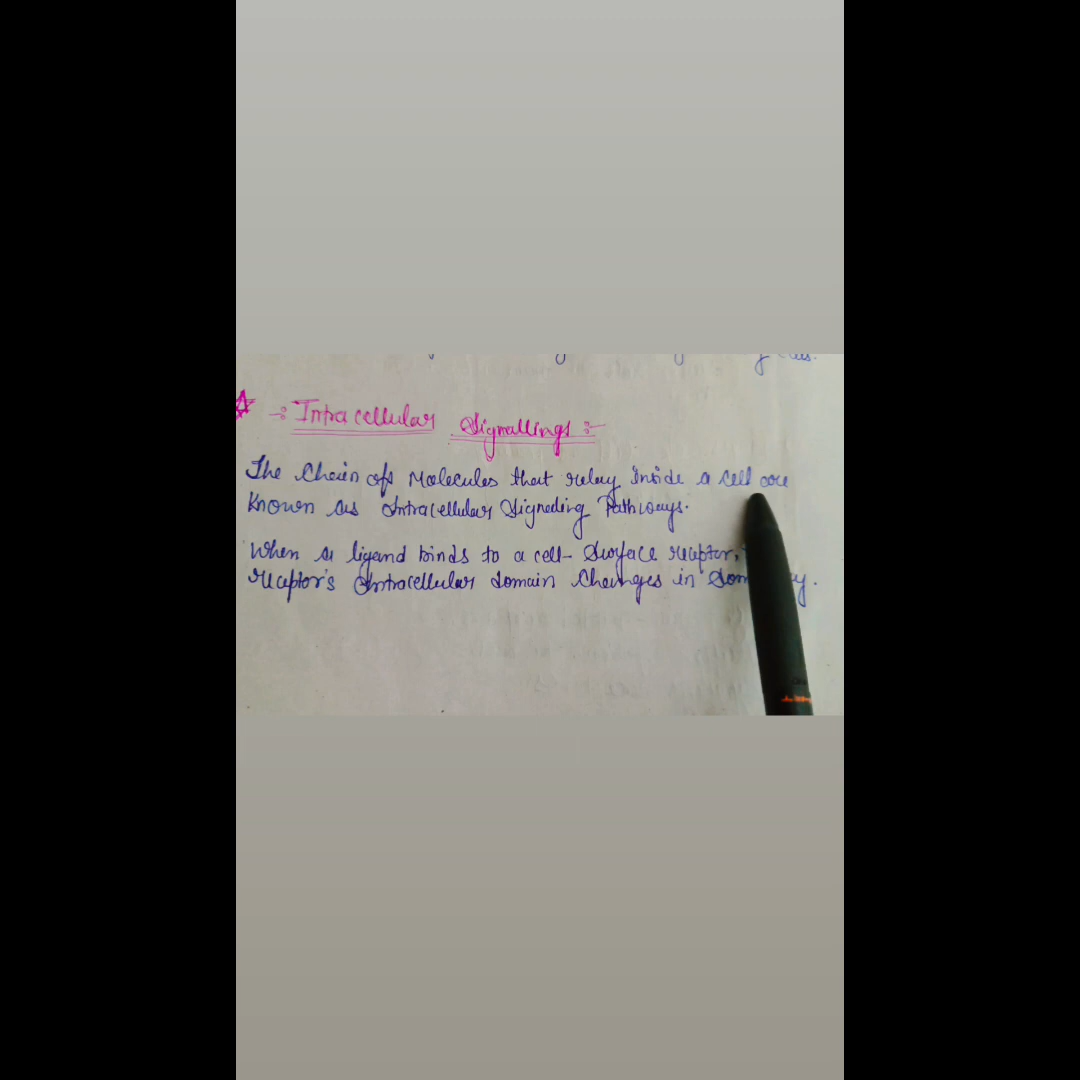 ☆ -: Intracellular Signallings :-
The Chain of Molecules that relay inside a cell are
Known as Intracellular Signaling Pathways.
When a ligand binds to a cell- Surface receptor,
receptor's Intracellular domain Changes in